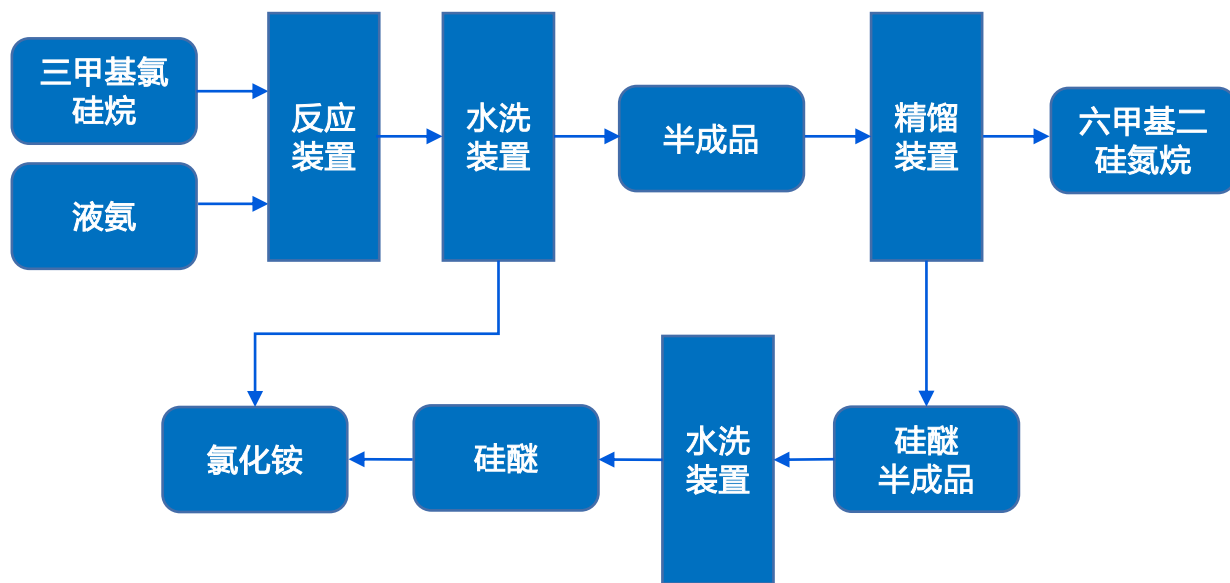 三甲基氯
硅烷
液氨
反应
装置
水洗
装置
半成品
精馏
装置
六甲基二
硅氮烷
氯化铵
硅醚
水洗
装置
硅醚
半成品